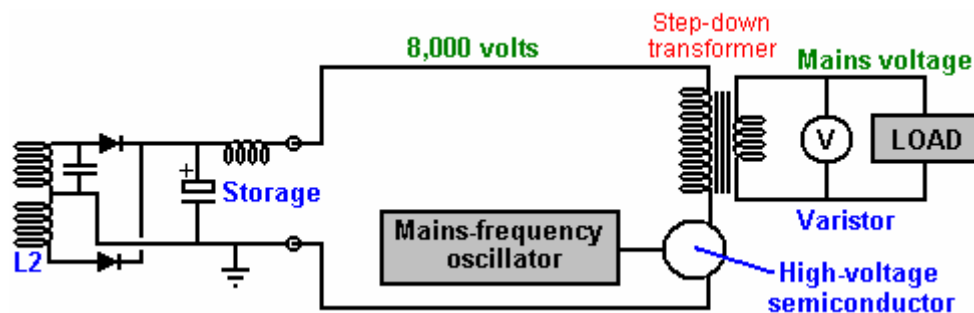 Step-down
transformer
8,000 volts
Mains voltage
V
LOAD
+
Storage
Varistor
Mains-frequency
oscillator
L2
High-voltage
semiconductor